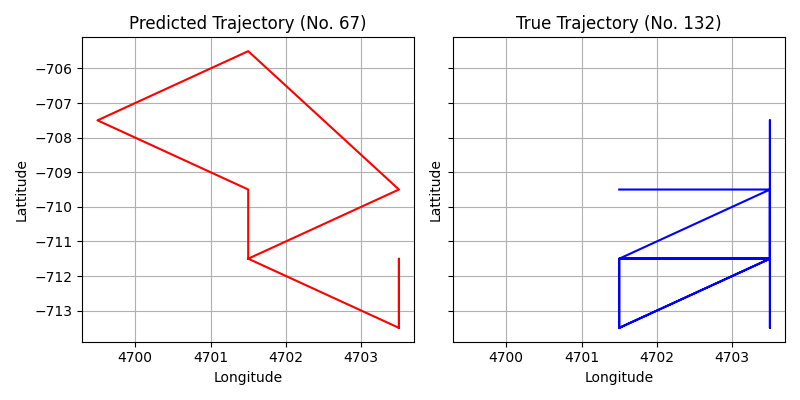 Predicted Trajectory (No. 67)
Lattitude
−706
−707
−708
−709
−710
−711
−712
−713
4700 4701 4702 4703
Longitude
True Trajectory (No. 132)
Lattitude
4700 4701 4702 4703
Longitude